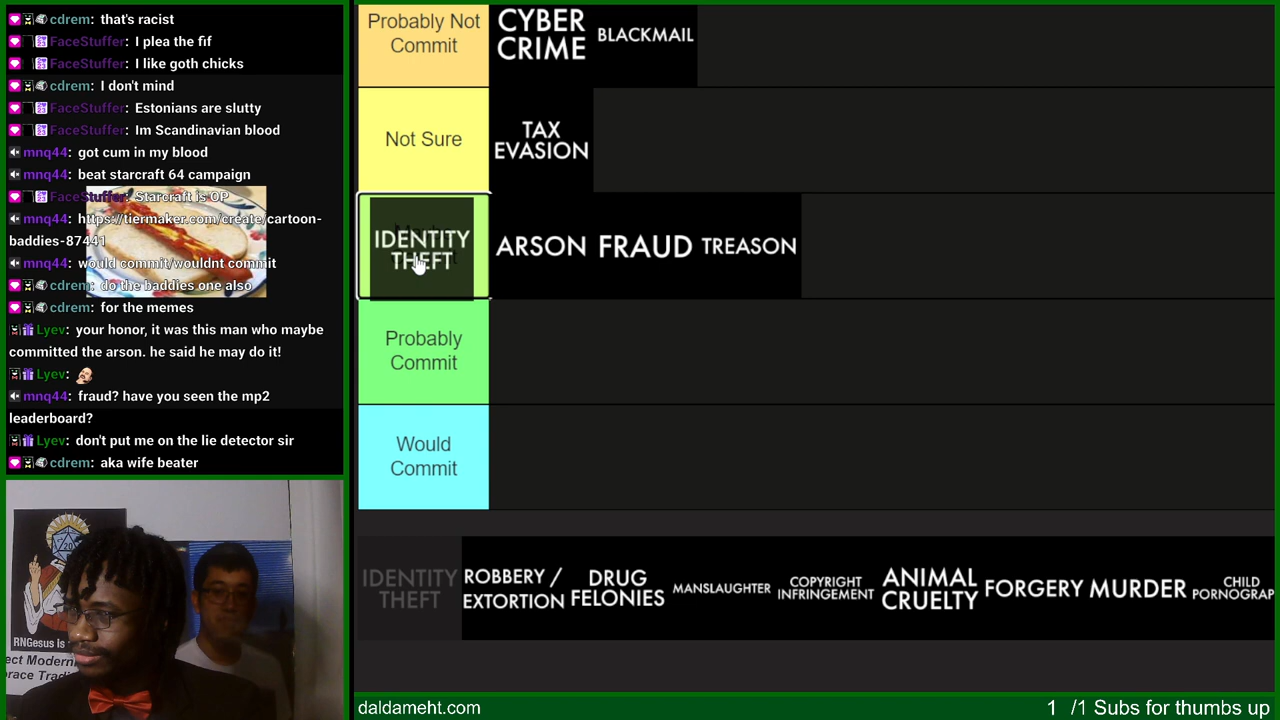 cdrem: that's racist
FaceStuffer: I plea the fif
FaceStuffer: I like goth chicks
cdrem: I don't mind
FaceStuffer: Estonians are slutty
FaceStuffer: Im Scandinavian blood
mnq44: got cum in my blood
mnq44: beat starcraft 64 campaign
FaceStuffer: Starcraft is OP
mnq44: https://tiermaker.com/create/cartoon-
baddies-87441
mnq44: would commit/wouldnt commit
cdrem: do the baddies one also
cdrem: for the memes
Lyev: your honor, it was this man who maybe
committed the arson. he said he may do it!
Lyev:
mnq44: fraud? have you seen the mp2
leaderboard?
Lyev: don't put me on the lie detector sir
cdrem: aka wife beater
RNGesus is
ect Modern
brace Trad
Probably Not
Commit
CYBER
CRIME
BLACKMAIL
Not Sure
TAX
EVASION
IDENTITY
THEFT
ARSON
FRAUD
TREASON
Probably
Commit
Would
Commit
IDENTITY
THEFT
ROBBERY /
EXTORTION
DRUG
FELONIES
MANSLAUGHTER
COPYRIGHT
INFRINGEMENT
ANIMAL
CRUELTY
FORGERY
MURDER
CHILD
PORNOGRAP
daldameht.com
1 /1 Subs for thumbs up